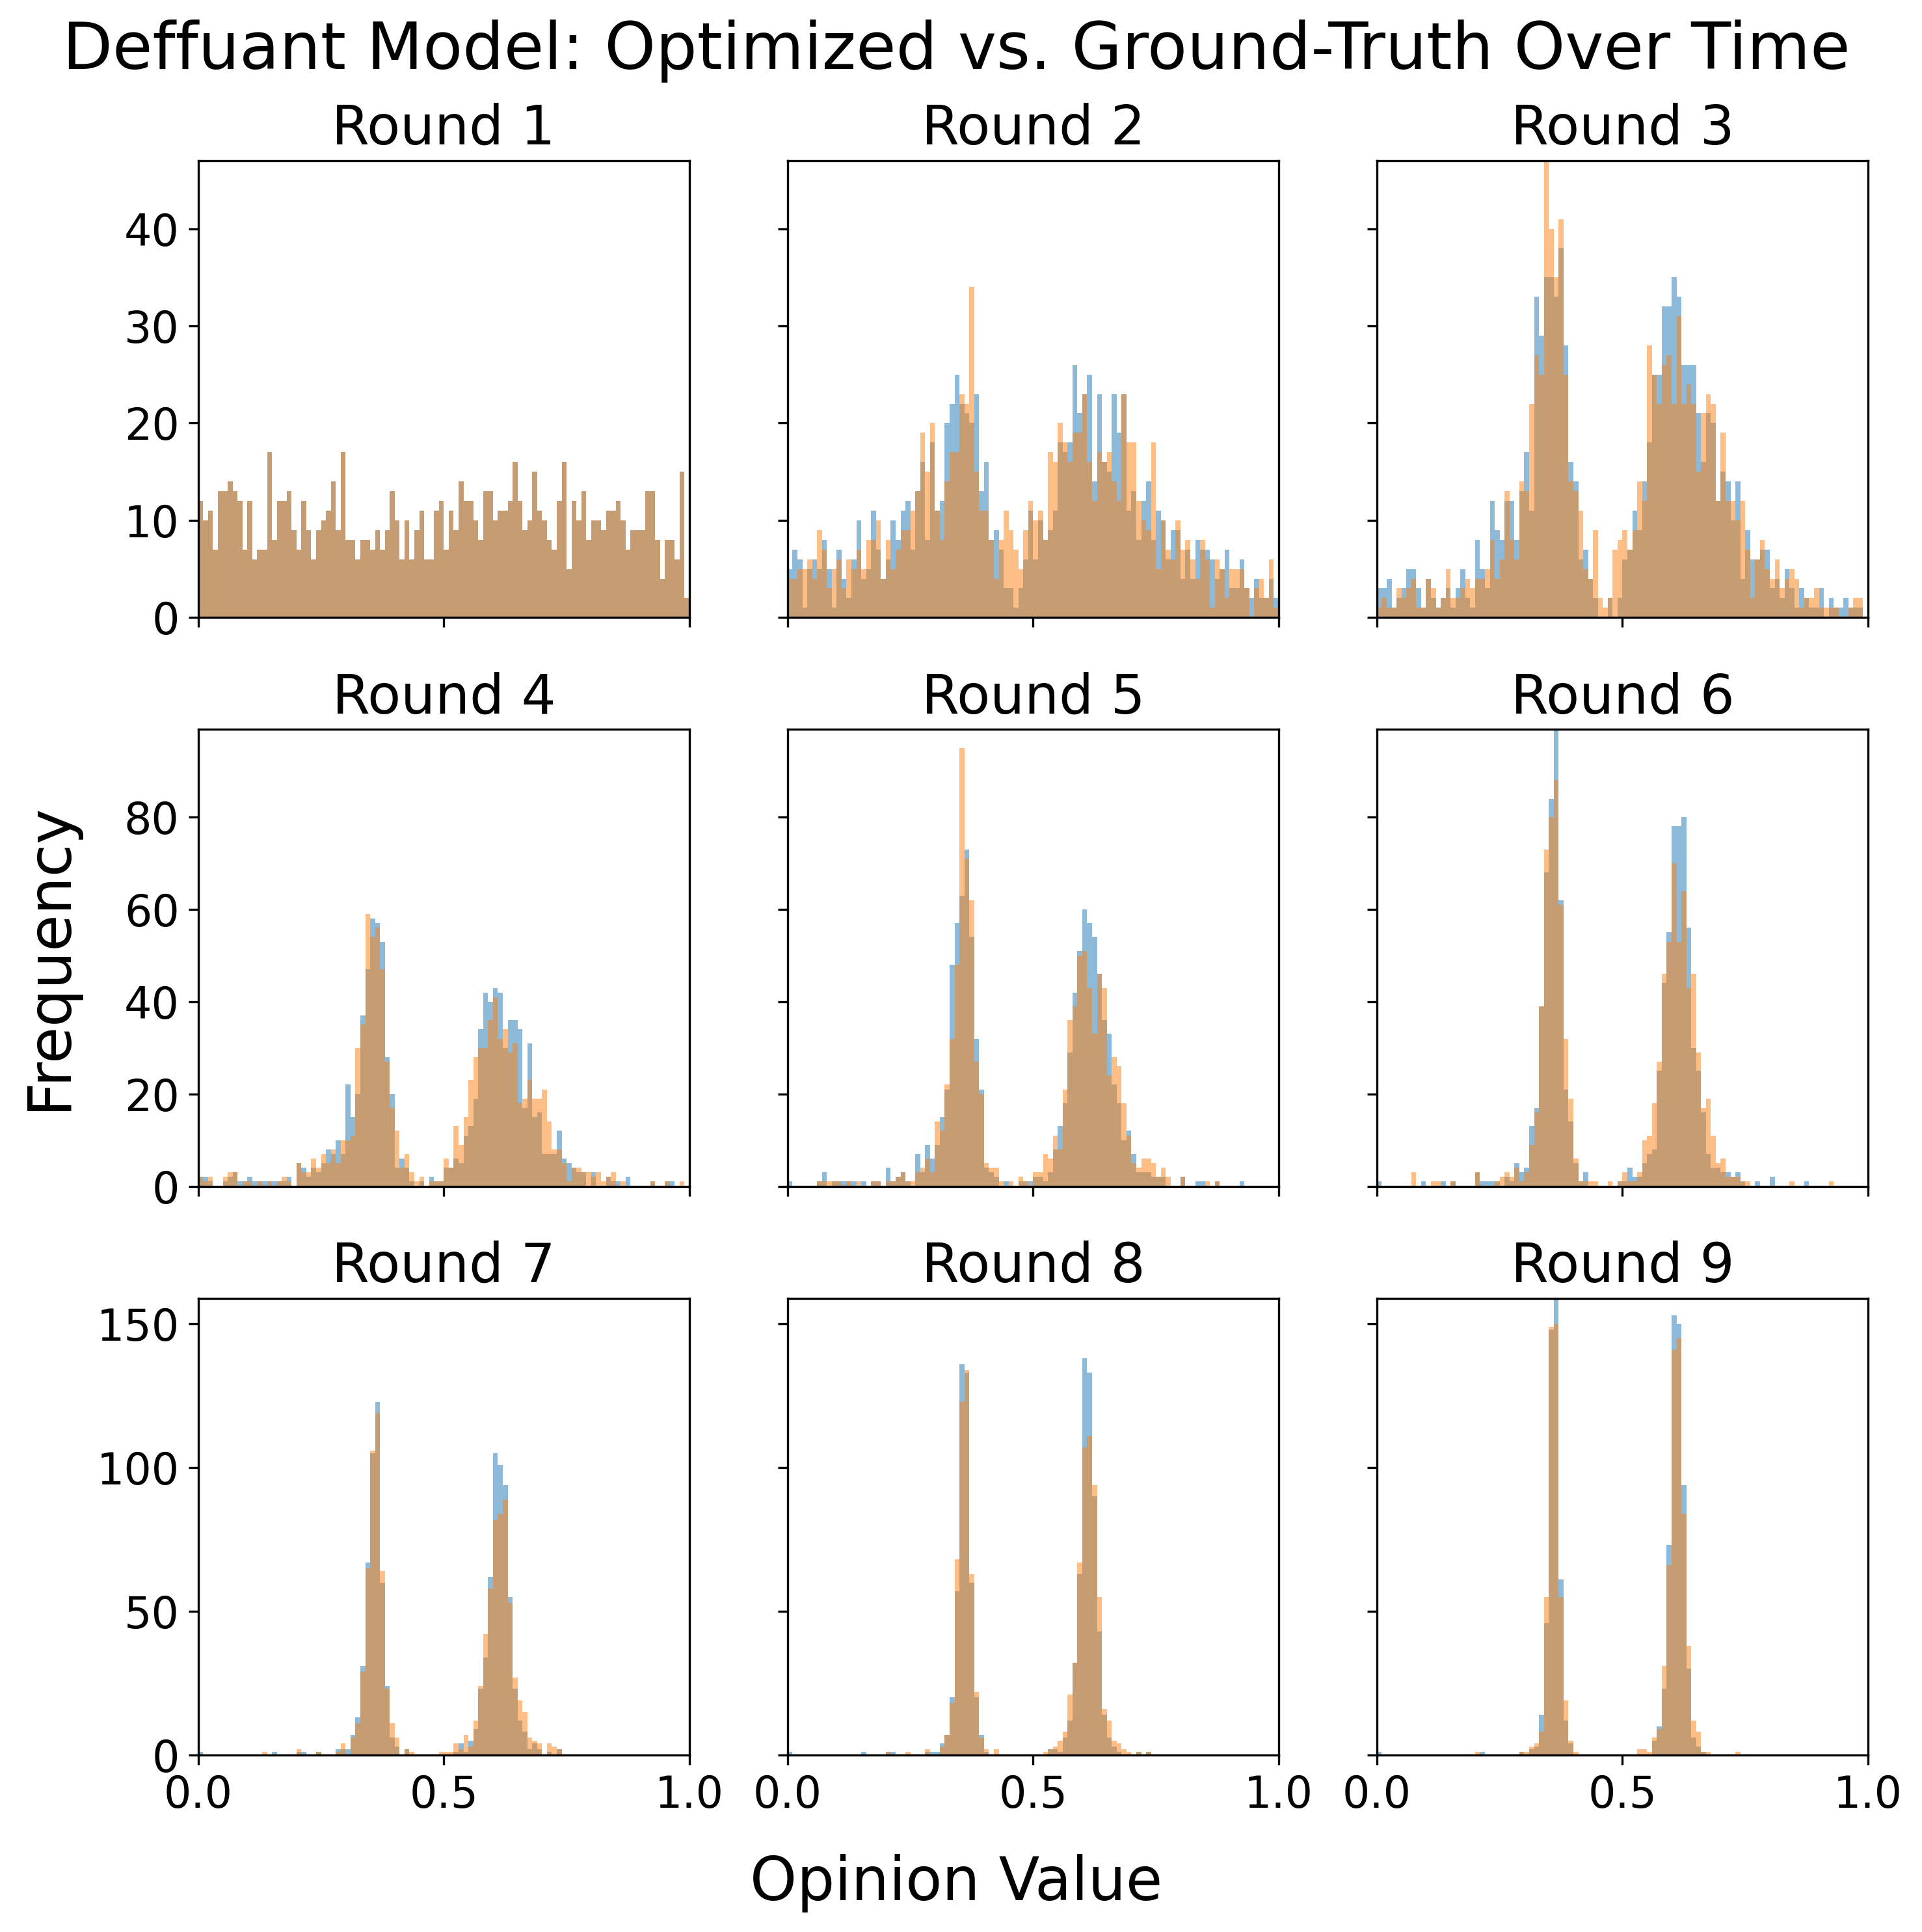 Deffuant Model: Optimized vs. Ground-Truth Over Time
Round 1
Round 2
Round 3
40
30
20
10
0
Round 4
Round 5
Round 6
80
60
40
20
0
Frequency
Round 7
Round 8
Round 9
150
100
50
0
0.0 0.5 1.0
0.0 0.5 1.0
0.0 0.5 1.0
Opinion Value